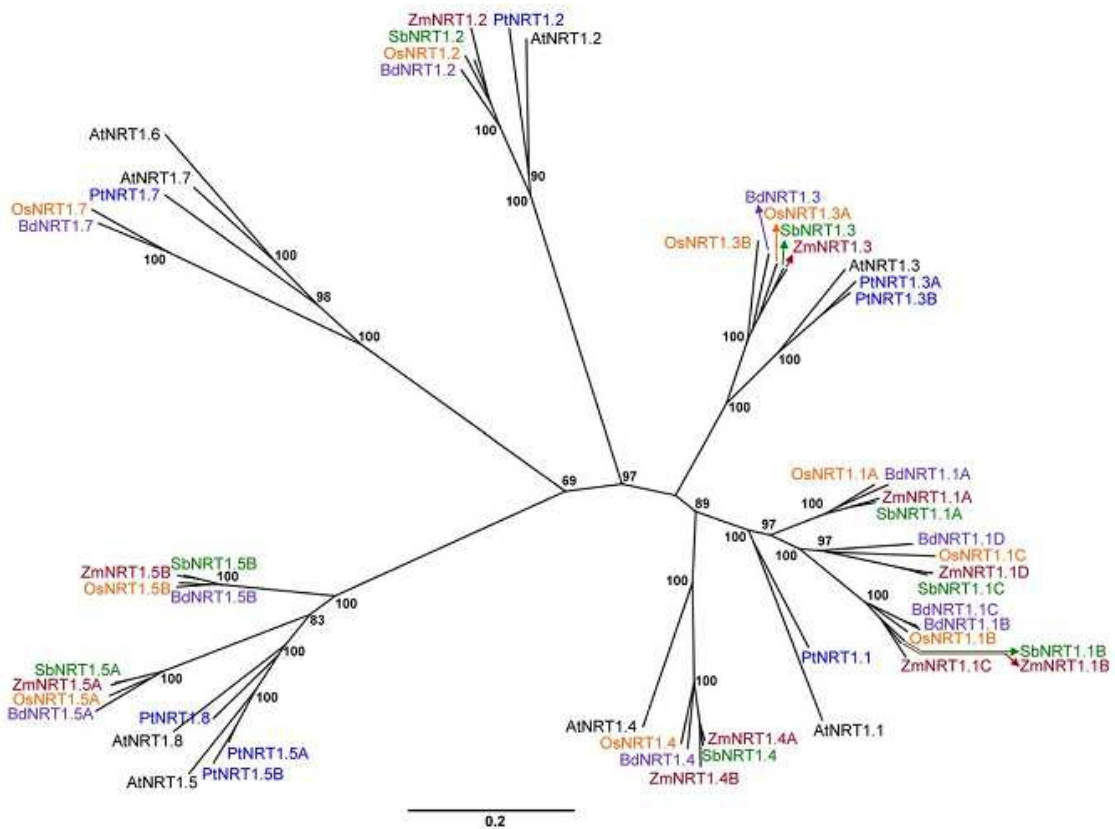 ZmNRT1.2 PtNRT1.2
SbNRT1.2 AtNRT1.2
OsNRT1.2
BdNRT1.2
100
90
100
AtNRT1.6
AtNRT1.7
PtNRT1.7
OsNRT1.7
BdNRT1.7
100
100
98
100
BdNRT1.3
OsNRT1.3A
SbNRT1.3
OsNRT1.3B
ZmNRT1.3
AtNRT1.3
PtNRT1.3A
PtNRT1.3B
100
100
100
69
97
89
OsNRT1.1A BdNRT1.1A
ZmNRT1.1A
100
SbNRT1.1A
97
100
BdNRT1.1D
97
OsNRT1.1C
100
ZmNRT1.1D
SbNRT1.1C
100
BdNRT1.1C
BdNRT1.1B
OsNRT1.1B
SbNRT1.1B
ZmNRT1.1C
ZmNRT1.1B
PtNRT1.1
AtNRT1.1
SbNRT1.5B
ZmNRT1.5B
100
OsNRT1.5B
BdNRT1.5B
100
83
SbNRT1.5A
ZmNRT1.5A
100
OsNRT1.5A
BdNRT1.5A
100
100
PtNRT1.8
AtNRT1.8
PtNRT1.5A
PtNRT1.5B
AtNRT1.5
100
100
AtNRT1.4
OsNRT1.4
ZmNRT1.4A
BdNRT1.4
SbNRT1.4
ZmNRT1.4B
0.2